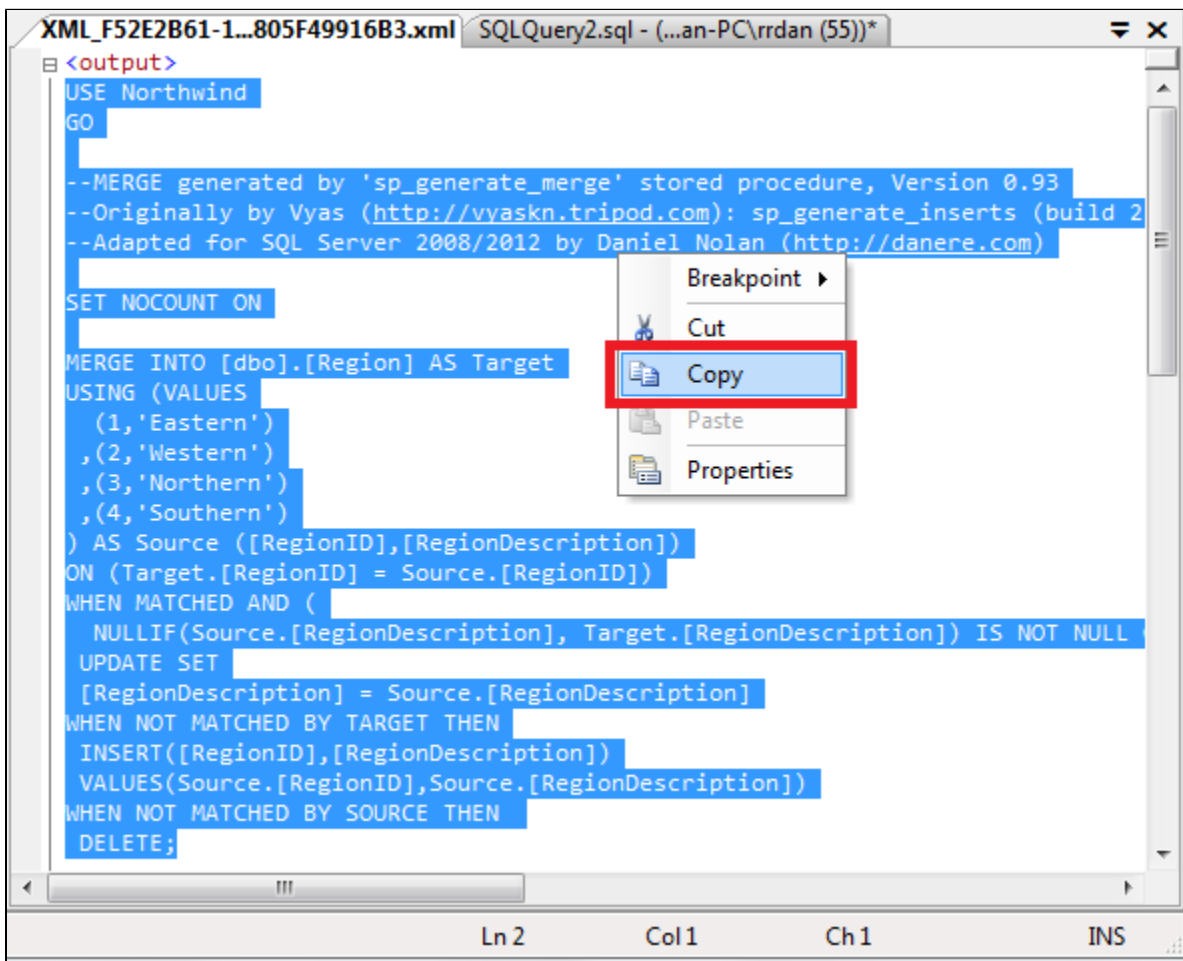 XML_F52E2B61-1...805F49916B3.xml SQLQuery2.sql - (...an-PC\rrdan (55))*
<output>
USE Northwind
GO
--MERGE generated by 'sp_generate_merge' stored procedure, Version 0.93
--Originally by Vyas (http://vyaskn.tripod.com): sp_generate_inserts (build 2
--Adapted for SQL Server 2008/2012 by Daniel Nolan (http://danere.com)
SET NOCOUNT ON
MERGE INTO [dbo].[Region] AS Target
USING (VALUES
(1,'Eastern')
,(2,'Western')
,(3,'Northern')
,(4,'Southern')
) AS Source ([RegionID],[RegionDescription])
ON (Target.[RegionID] = Source.[RegionID])
WHEN MATCHED AND (
NULLIF(Source.[RegionDescription], Target.[RegionDescription]) IS NOT NULL
UPDATE SET
[RegionDescription] = Source.[RegionDescription]
WHEN NOT MATCHED BY TARGET THEN
INSERT([RegionID],[RegionDescription])
VALUES(Source.[RegionID],Source.[RegionDescription])
WHEN NOT MATCHED BY SOURCE THEN
DELETE;
Breakpoint
Cut
Copy
Paste
Properties
Ln 2 Col 1 Ch 1 INS